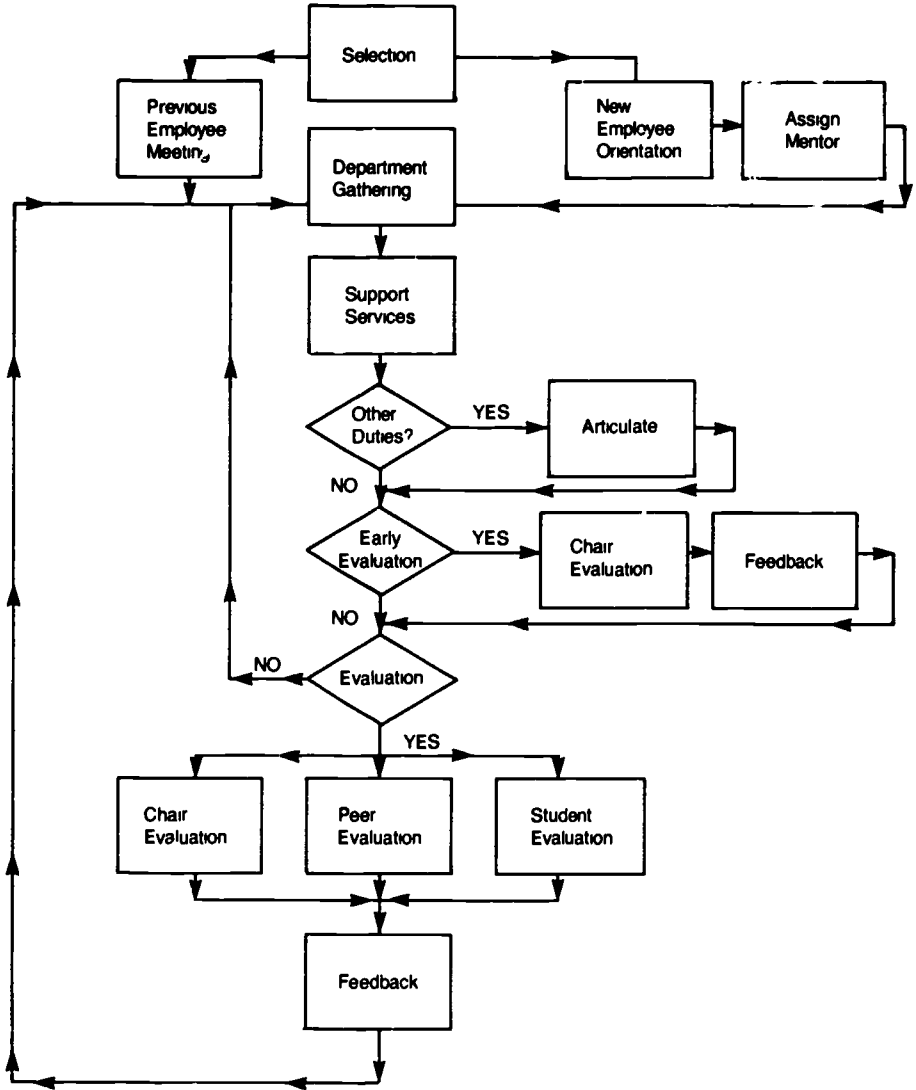 Selection
Previous
Employee
Meeting
New
Employee
Orientation
Assign
Mentor
Department
Gathering
Support
Services
Other
Duties?
YES
Articulate
NO
Early
Evaluation
YES
Chair
Evaluation
Feedback
NO
Evaluation
NO
YES
Chair
Evaluation
Peer
Evaluation
Student
Evaluation
Feedback